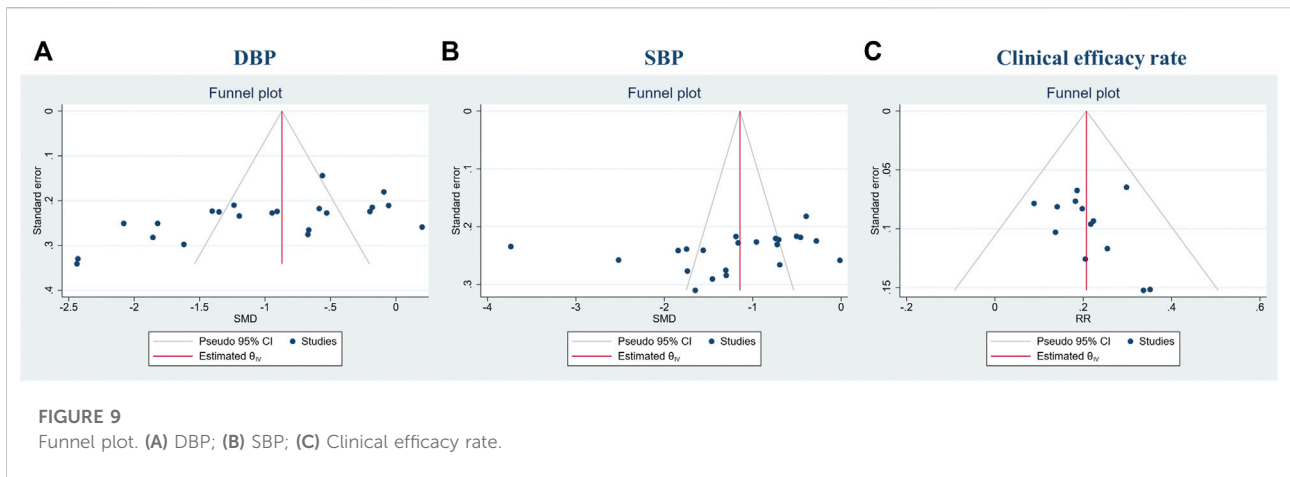 A
DBP
Funnel plot
0
.1
.2
.3
.4
Standard error
-2.5
-2
-1.5
-1
-.5
0
SMD
Pseudo 95% CI
Studies
Estimated θIV
B
SBP
Funnel plot
0
.1
.2
.3
Standard error
-4
-3
-2
-1
0
SMD
Pseudo 95% CI
Studies
Estimated θIV
C
Clinical efficacy rate
Funnel plot
0
.05
.1
.15
Standard error
-.2
0
.2
.4
.6
RR
Pseudo 95% CI
Studies
Estimated θIV
FIGURE 9
Funnel plot. (A) DBP; (B) SBP; (C) Clinical efficacy rate.